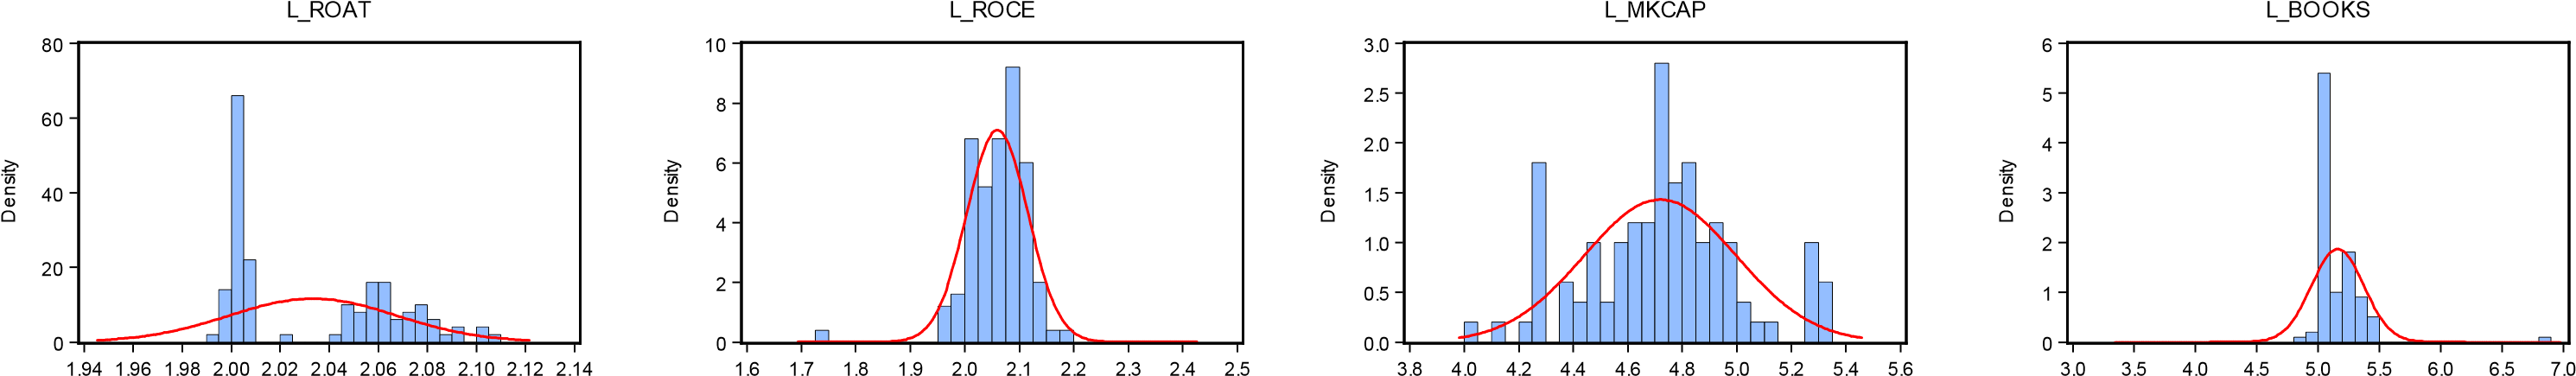 L_ROAT
80
60
40
20
0
Density
1.94 1.96 1.98 2.00 2.02 2.04 2.06 2.08 2.10 2.12 2.14
L_ROCE
10
8
6
4
2
0
Density
1.6 1.7 1.8 1.9 2.0 2.1 2.2 2.3 2.4 2.5
L_MKCAP
3.0
2.5
2.0
1.5
1.0
0.5
0.0
Density
3.8 4.0 4.2 4.4 4.6 4.8 5.0 5.2 5.4 5.6
L_BOOKS
6
5
4
3
2
1
0
Density
3.0 3.5 4.0 4.5 5.0 5.5 6.0 6.5 7.0